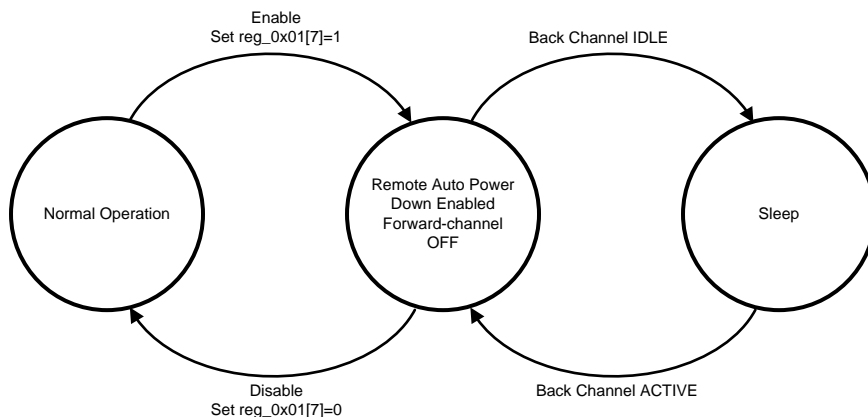 Enable
Set reg_0x01[7]=1
Back Channel IDLE
Normal Operation
Remote Auto Power
Down Enabled
Forward-channel
OFF
Sleep
Disable
Set reg_0x01[7]=0
Back Channel ACTIVE